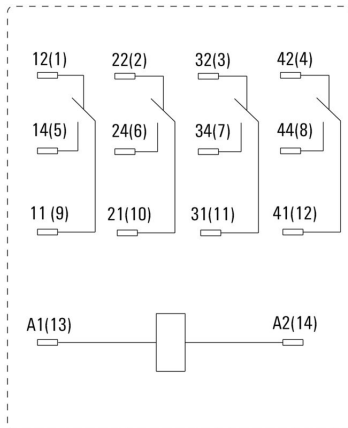 12(1) 22(2) 32(3) 42(4)
14(5) 24(6) 34(7) 44(8)
11 (9) 21(10) 31(11) 41(12)
A1(13) A2(14)